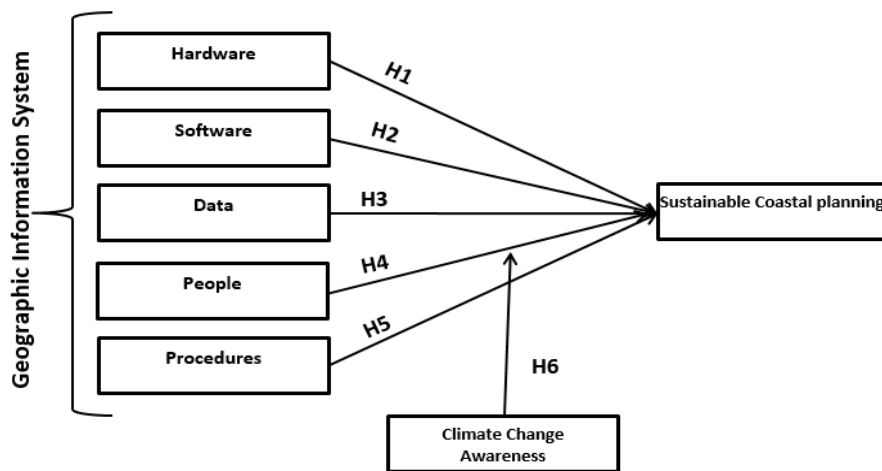 Geographic Information System
Hardware
Software
Data
People
Procedures
H1
H2
H3
H4
H5
H6
Sustainable Coastal planning
Climate Change
Awareness